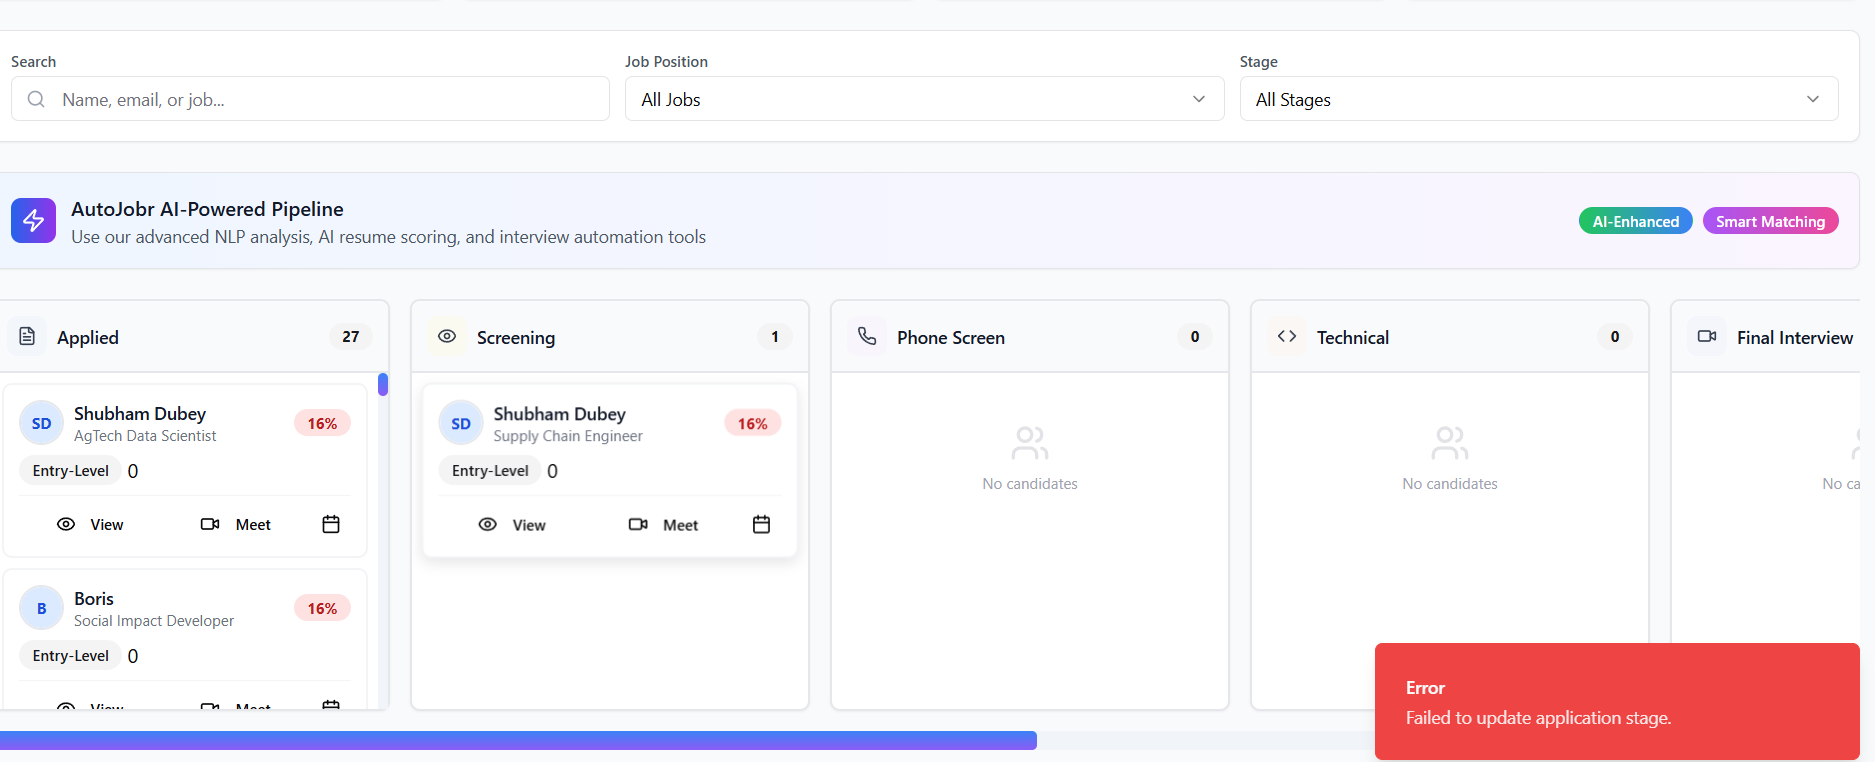 Search
Name, email, or job...
Job Position
All Jobs
Stage
All Stages
AutoJobr AI-Powered Pipeline
Use our advanced NLP analysis, AI resume scoring, and interview automation tools
AI-Enhanced
Smart Matching
Applied
27
SD
Shubham Dubey
AgTech Data Scientist
16%
Entry-Level 0
View
Meet
B
Boris
Social Impact Developer
16%
Entry-Level 0
View
Meet
Screening
1
SD
Shubham Dubey
Supply Chain Engineer
16%
Entry-Level 0
View
Meet
Phone Screen
0
No candidates
Technical
0
No candidates
Final Interview
No ca
Error
Failed to update application stage.